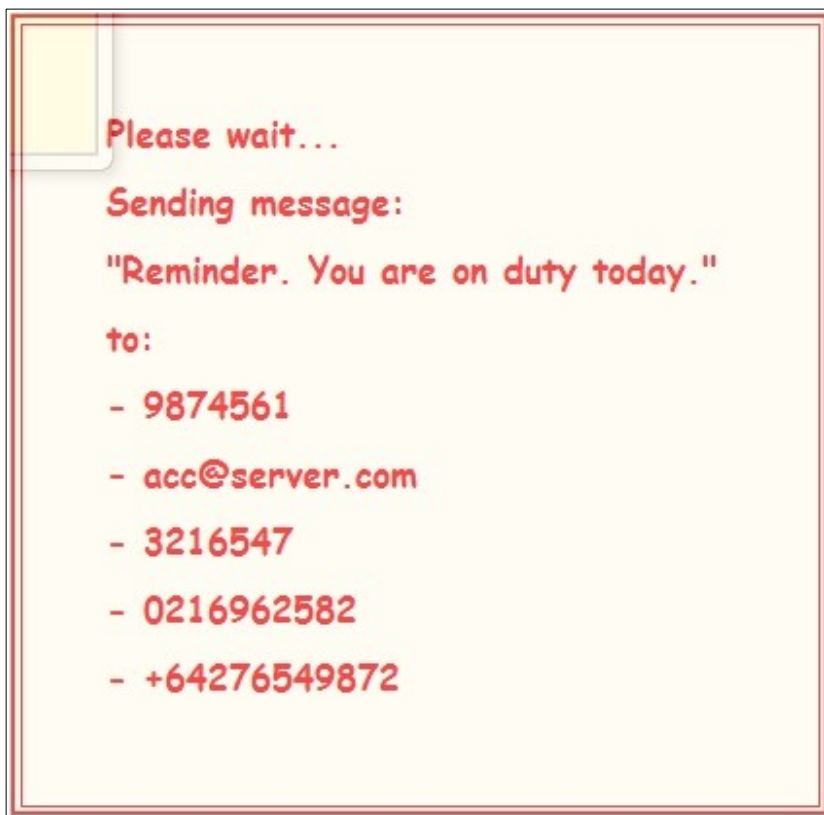 Please wait...
Sending message:
"Reminder. You are on duty today."
to:
- 9874561
- acc@server.com
- 3216547
- 0216962582
- +64276549872